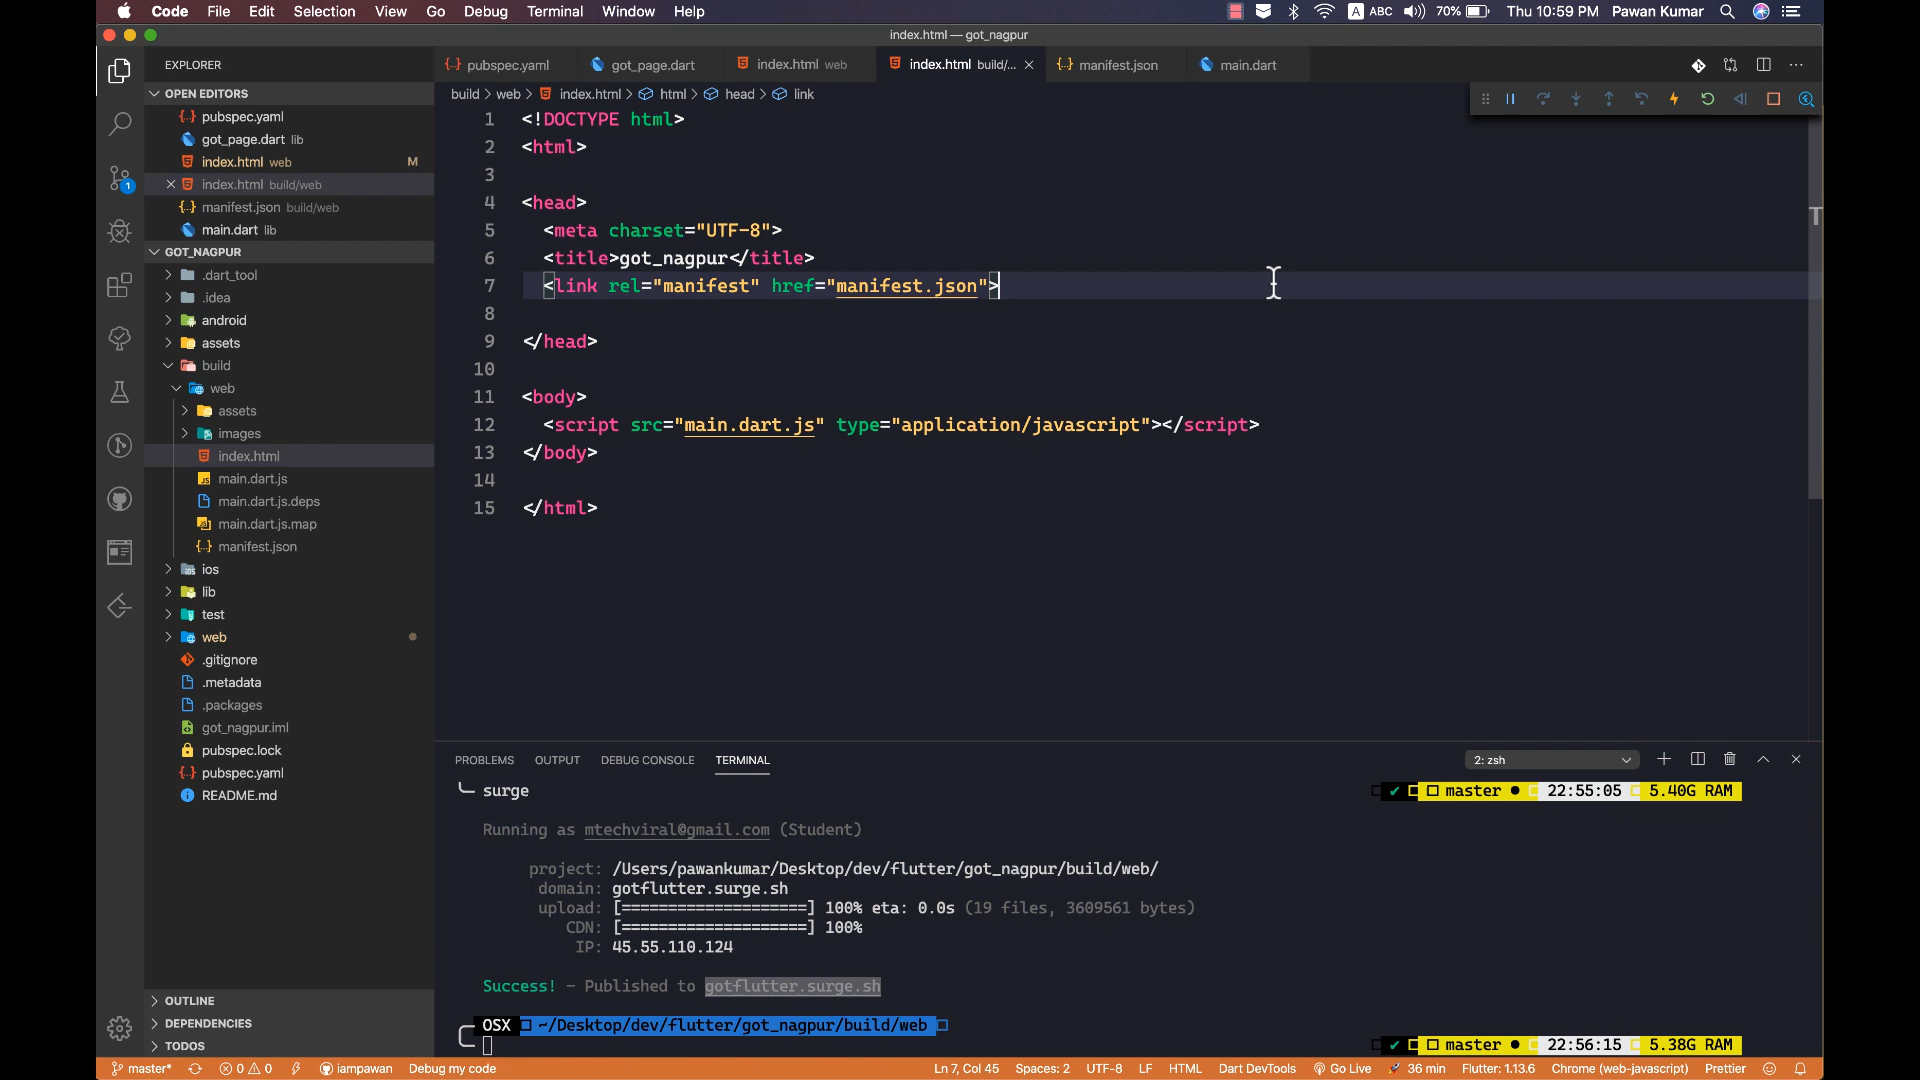 Code File Edit Selection View Go Debug Terminal Window Help
A ABC 70% Thu 10:59 PM Pawan Kumar
index.html — got_nagpur
EXPLORER
OPEN EDITORS
pubspec.yaml
got_page.dart lib
index.html web M
index.html build/web
manifest.json build/web
main.dart lib
GOT_NAGPUR
.dart_tool
.idea
android
assets
build
web
assets
images
index.html
main.dart.js
main.dart.js.deps
main.dart.js.map
manifest.json
ios
lib
test
web
.gitignore
.metadata
.packages
got_nagpur.iml
pubspec.lock
pubspec.yaml
README.md
OUTLINE
DEPENDENCIES
TODOS
1
pubspec.yaml got_page.dart index.html web index.html build/... manifest.json main.dart
build > web > index.html > html > head > link
1 <!DOCTYPE html>
2 <html>
3
4 <head>
5 <meta charset="UTF-8">
6 <title>got_nagpur</title>
7 <link rel="manifest" href="manifest.json">
8
9 </head>
10
11 <body>
12 <script src="main.dart.js" type="application/javascript"></script>
13 </body>
14
15 </html>
PROBLEMS OUTPUT DEBUG CONSOLE TERMINAL 2: zsh
surge master 22:55:05 5.40G RAM
Running as mtechviral@gmail.com (Student)
project: /Users/pawankumar/Desktop/dev/flutter/got_nagpur/build/web/
domain: gotflutter.surge.sh
upload: [====================] 100% eta: 0.0s (19 files, 3609561 bytes)
CDN: [====================] 100%
IP: 45.55.110.124
Success! - Published to gotflutter.surge.sh
OSX ~/Desktop/dev/flutter/got_nagpur/build/web
master 22:56:15 5.38G RAM
master* 0 0 iampawan Debug my code Ln 7, Col 45 Spaces: 2 UTF-8 LF HTML Dart DevTools Go Live 36 min Flutter: 1.13.6 Chrome (web-javascript) Prettier